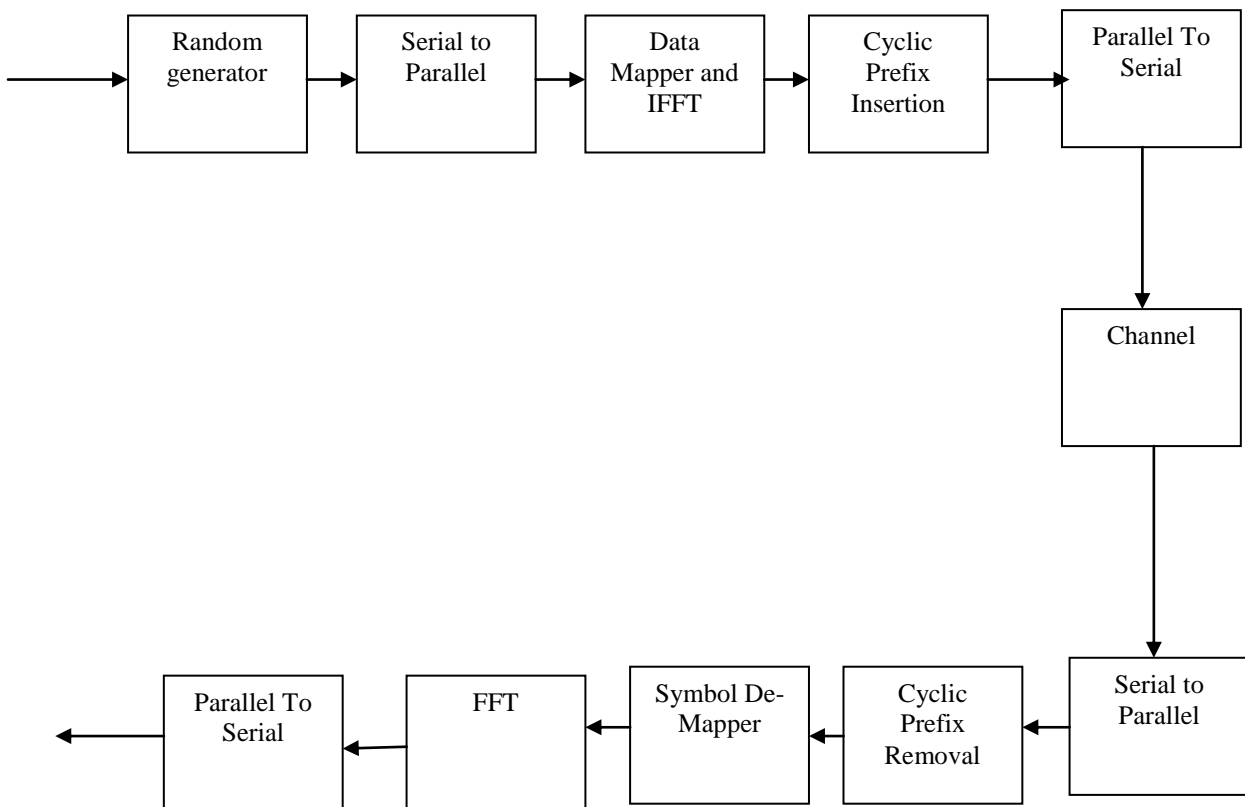 Random
generator
Serial to
Parallel
Data
Mapper and
IFFT
Cyclic
Prefix
Insertion
Parallel To
Serial
Channel
Serial to
Parallel
Cyclic
Prefix
Removal
Symbol De-
Mapper
FFT
Parallel To
Serial